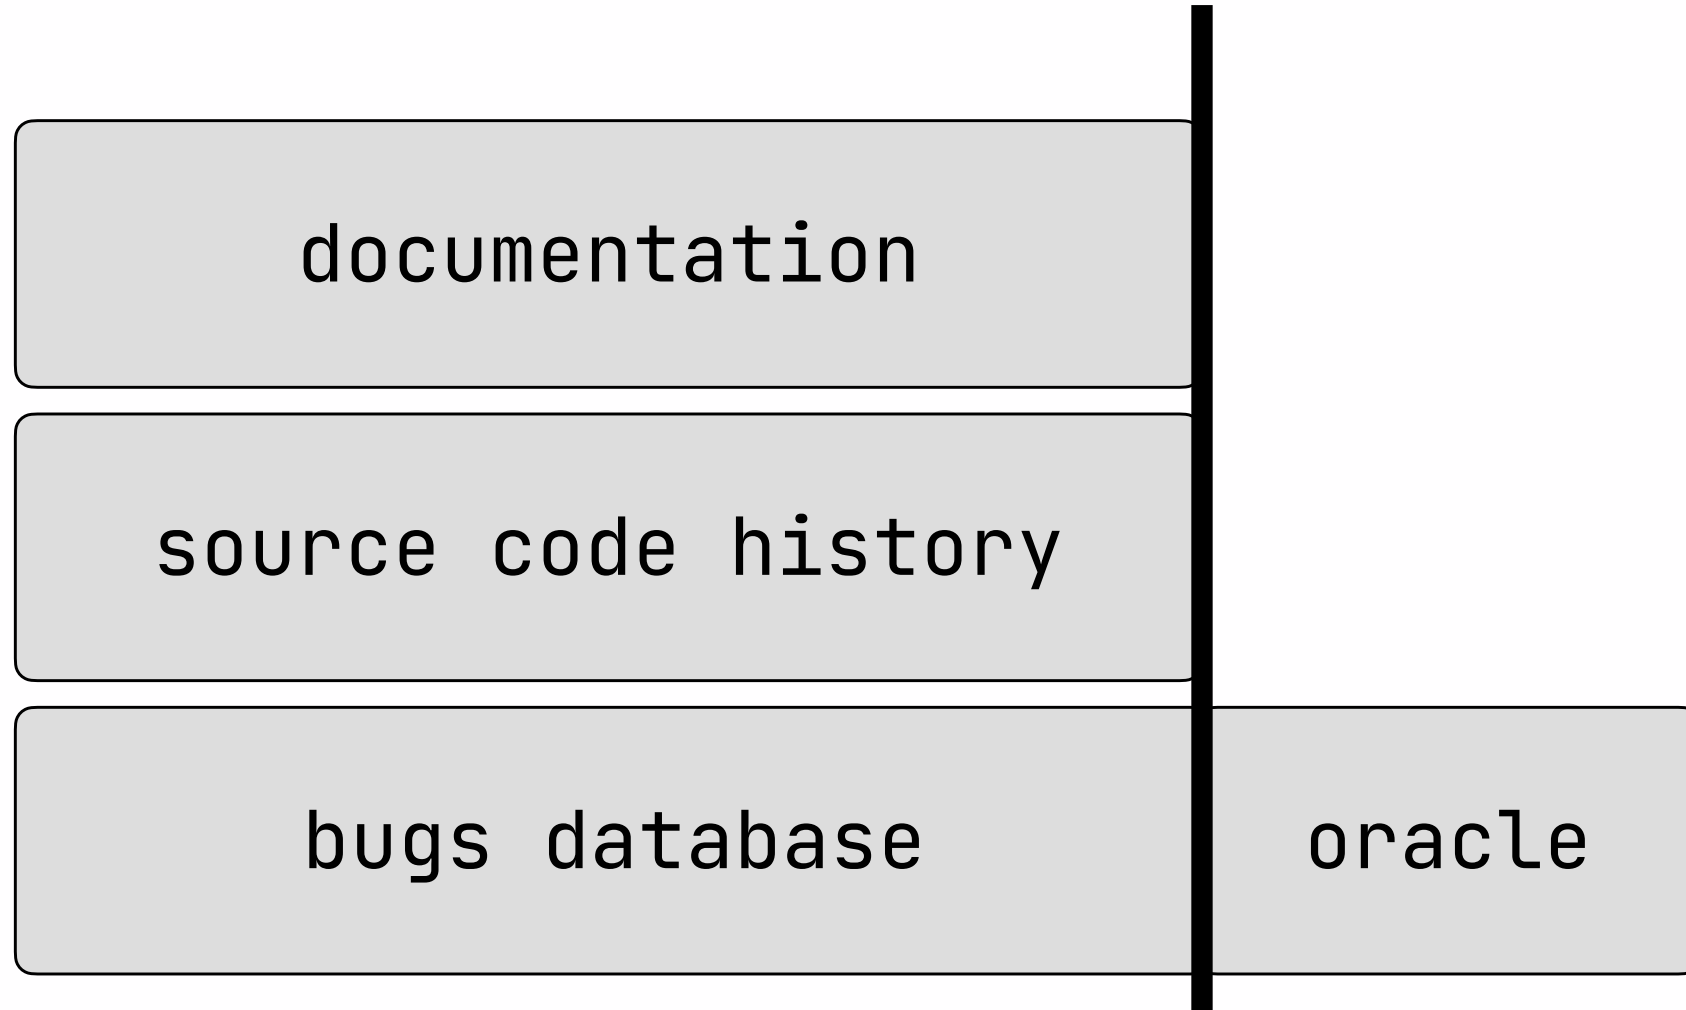 documentation
source code history
bugs database
oracle